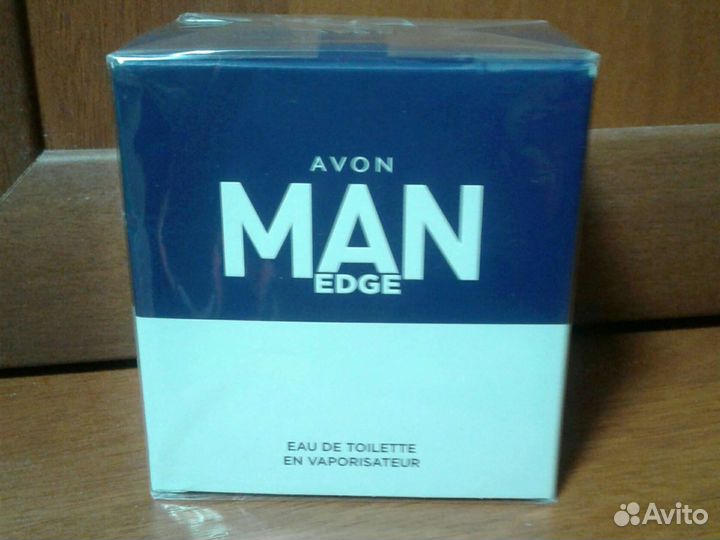 AVON
MAN
EDGE
EAU DE TOILETTE
EN VAPORISATEUR
Avito